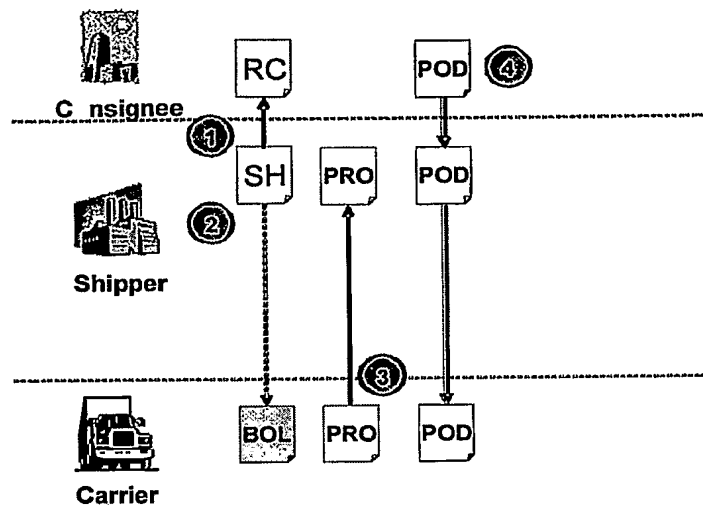 RC
POD
4
C nsignee
1
SH
PRO
POD
2
Shipper
3
BOL
PRO
POD
Carrier